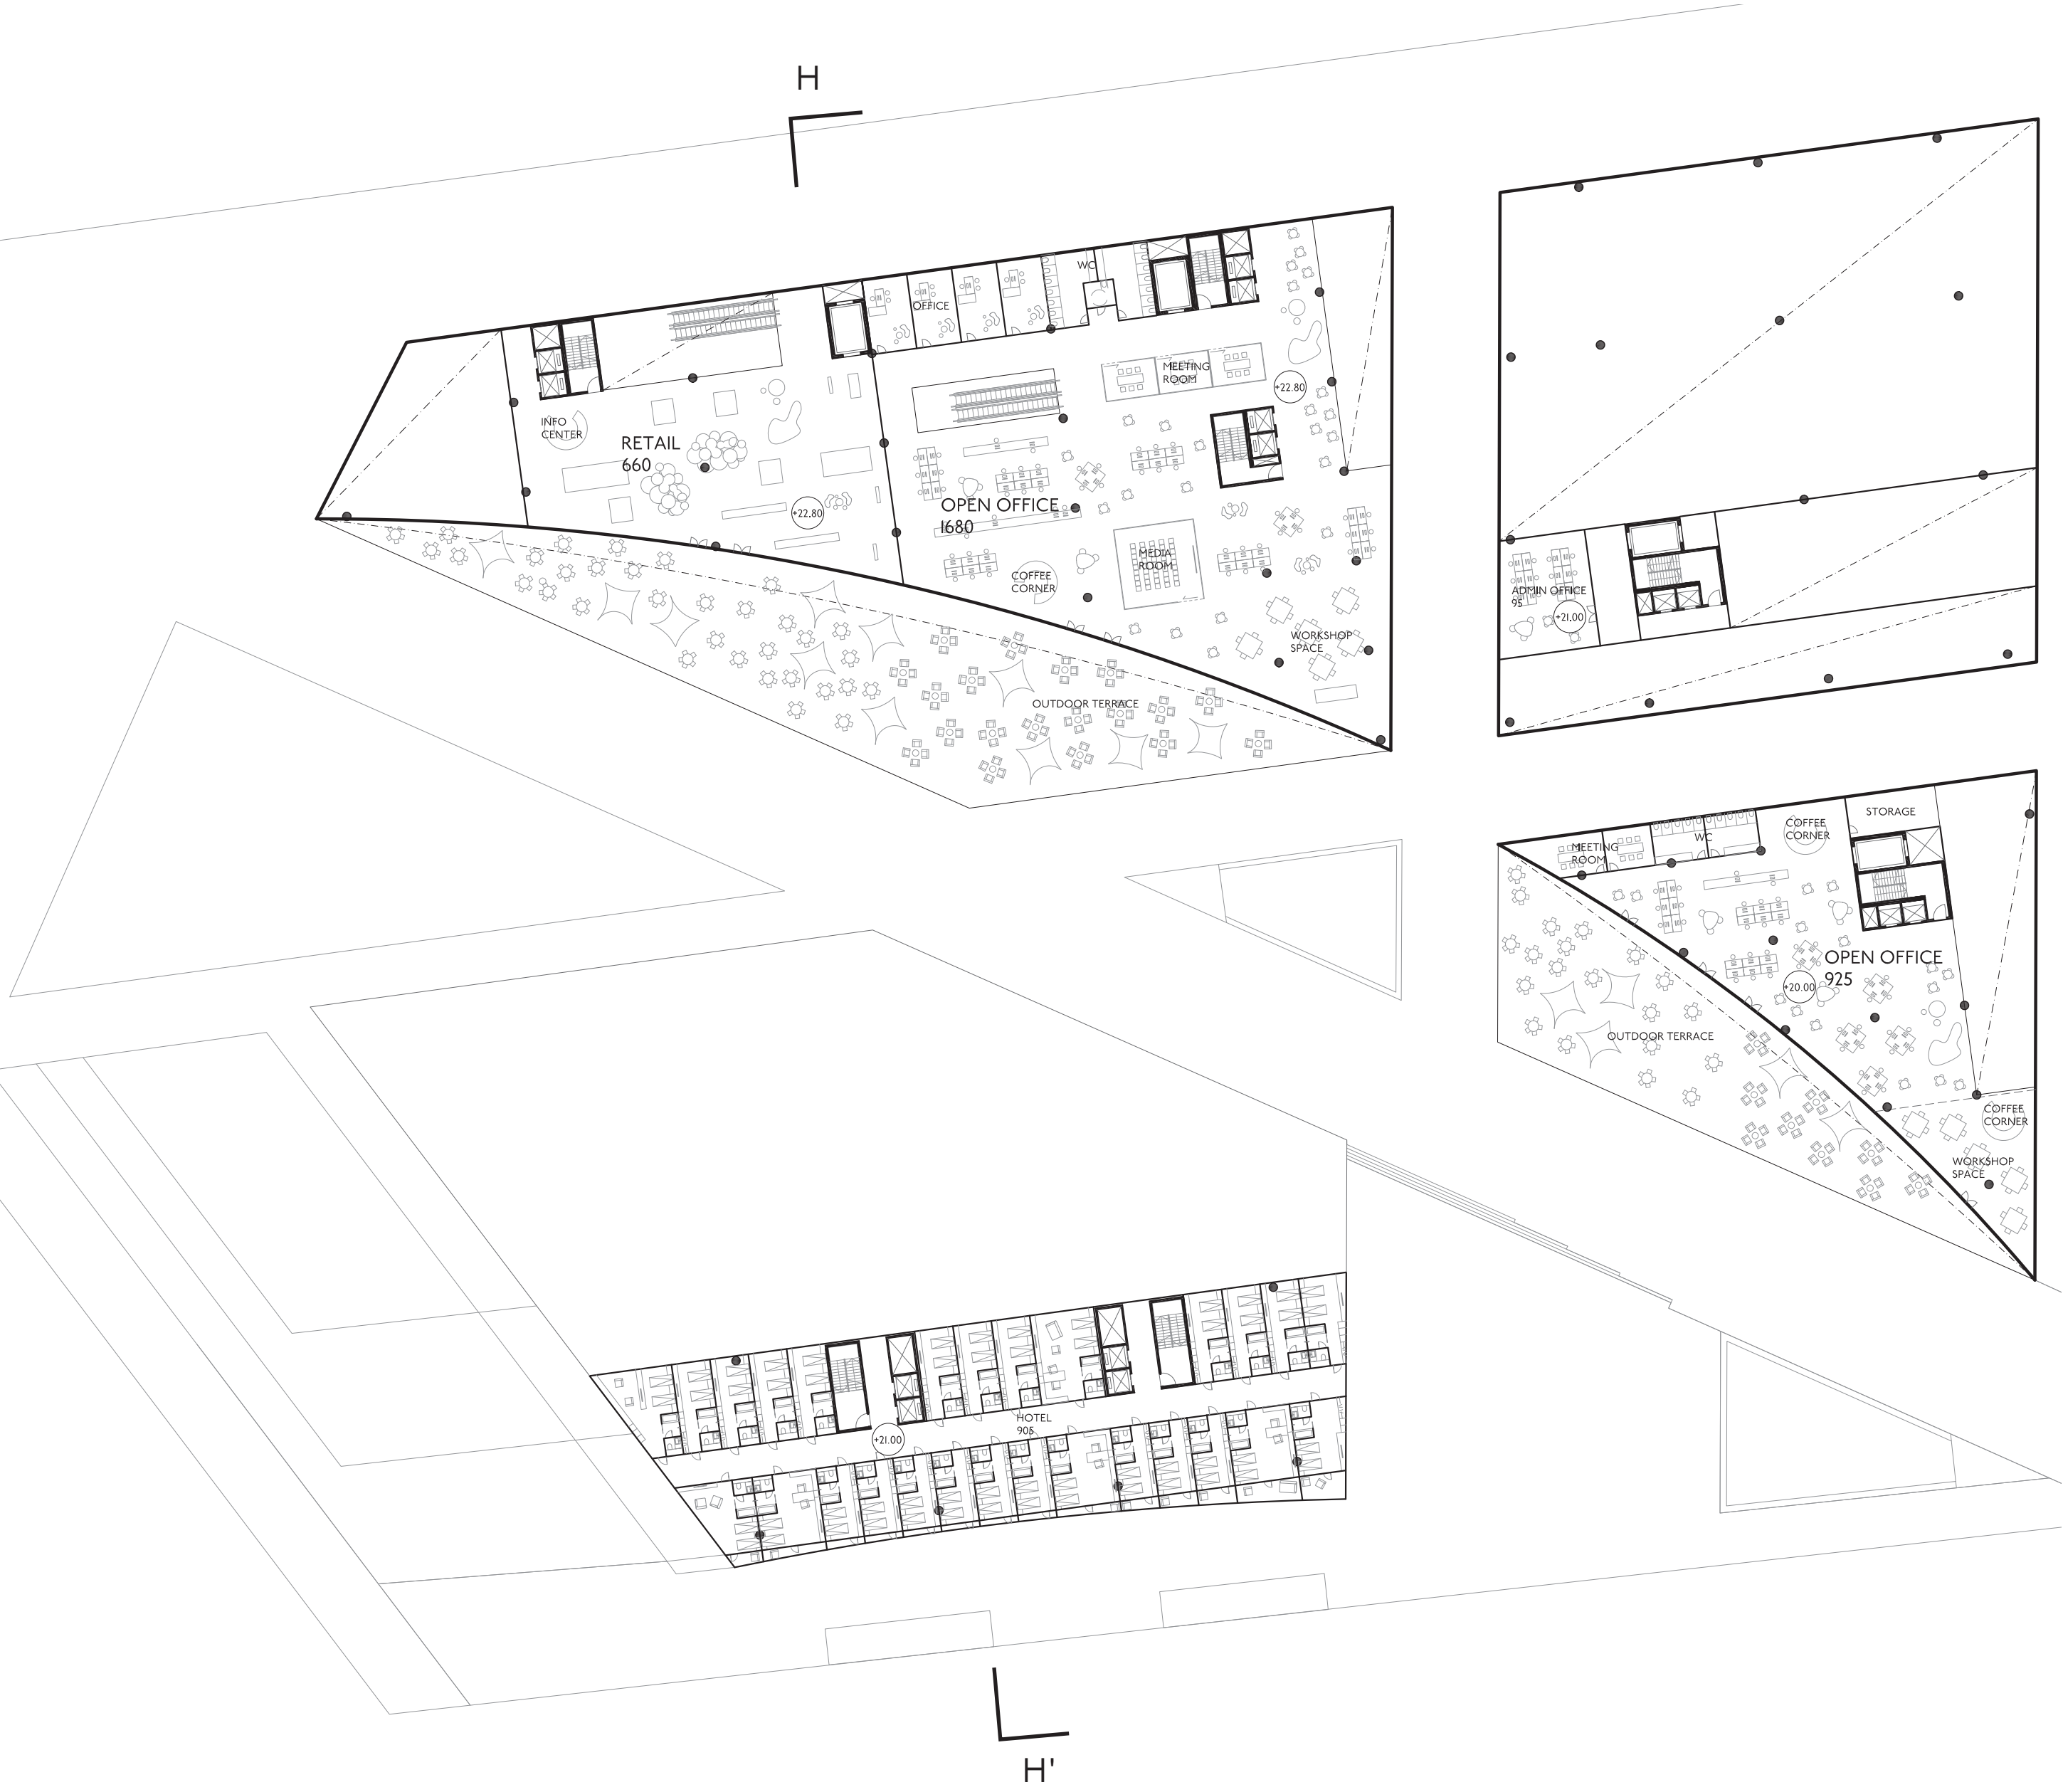 H
WC
OFFICE
MEETING
ROOM
+22.80
INFO
CENTER
RETAIL
660
+22.80
OPEN OFFICE
1680
MEDIA
ROOM
COFFEE
CORNER
WORKSHOP
SPACE
OUTDOOR TERRACE
ADMIN OFFICE
95
+21.00
STORAGE
COFFEE
CORNER
WC
MEETING
ROOM
OPEN OFFICE
925
+20.00
OUTDOOR TERRACE
COFFEE
CORNER
WORKSHOP
SPACE
HOTEL
905
+21.00
H'